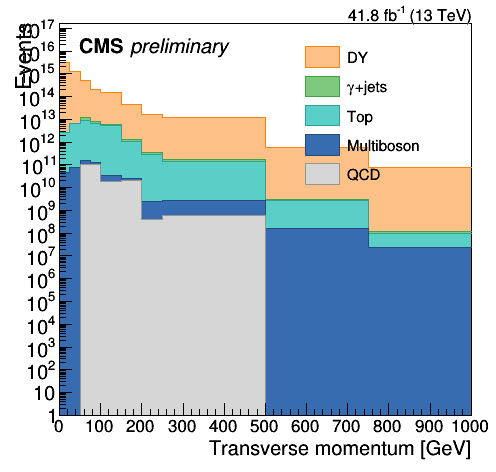 41.8 fb⁻¹ (13 TeV)
CMS preliminary
Events
10¹⁷
10¹⁶
10¹⁵
10¹⁴
10¹³
10¹²
10¹¹
10¹⁰
10⁹
10⁸
10⁷
10⁶
10⁵
10⁴
10³
10²
10
1
DY
γ+jets
Top
Multiboson
QCD
0 100 200 300 400 500 600 700 800 900 1000
Transverse momentum [GeV]